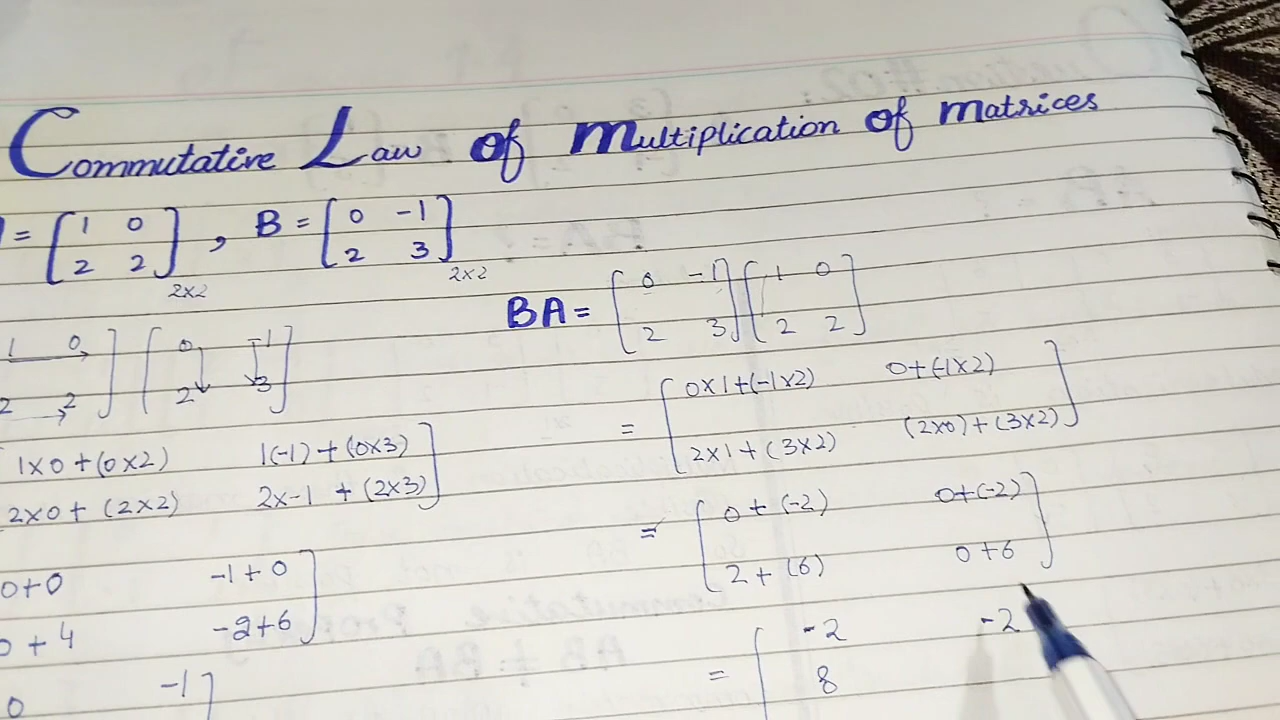 Commutative Law of Multiplication of matrices
= [1 0 2 2] 2x2 , B = [0 -1 2 3] 2x2
[1 0 2 2] [0 -1 2 3]
1x0+(0x2) 1(-1)+(0x3)
2x0+(2x2) 2x-1+(2x3)
0+0 -1+0
0+4 -2+6
0 -1
BA = [0 -1 2 3] [1 0 2 2]
= [0x1+(-1x2) 0+(-1x2)
2x1+(3x2) (2x0)+(3x2)]
= [0+(-2) 0+(-2)
2+(6) 0+6]
= [-2 -2
8